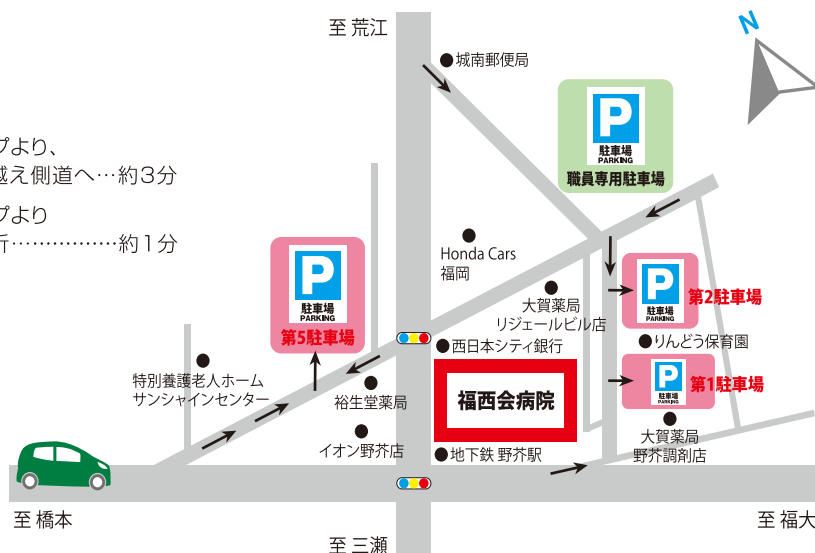 至 荒江
N
城南郵便局
P
駐車場
PARKING
職員専用駐車場
プより、
越え側道へ…約3分
プより
折……………約1分
Honda Cars
福岡
P
駐車場
PARKING
第5駐車場
大賀薬局
リジェールビル店
P
駐車場
PARKING
第2駐車場
西日本シティ銀行
りんどう保育園
特別養護老人ホーム
サンシャインセンター
裕生堂薬局
福西会病院
P
駐車場
PARKING
第1駐車場
イオン野芥店
地下鉄 野芥駅
大賀薬局
野芥調剤店
至 橋本
至 福大
至 三瀬